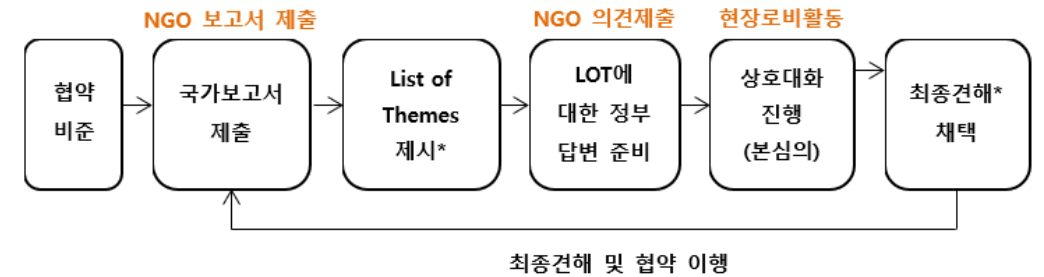 NGO 보고서 제출
NGO 의견제출
현장로비활동
협약
비준
국가보고서
제출
List of
Themes
제시*
LOT에
대한 정부
답변 준비
상호대화
진행
(본심의)
최종견해*
채택
최종견해 및 협약 이행